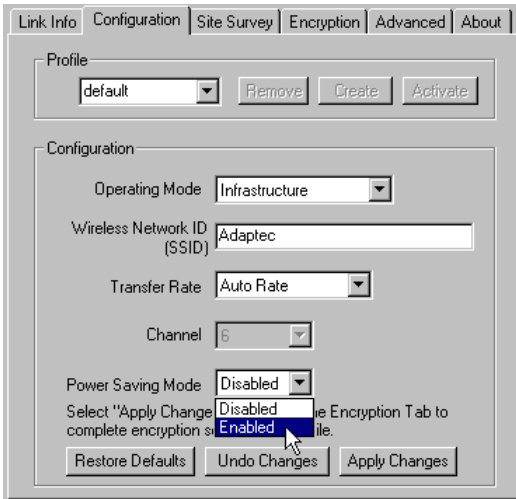 Link Info Configuration Site Survey Encryption Advanced About
Profile
default Remove Create Activate
Configuration
Operating Mode Infrastructure
Wireless Network ID
(SSID) Adaptec
Transfer Rate Auto Rate
Channel 6
Power Saving Mode Disabled
Disabled
Enabled
Select "Apply Change e Encryption Tab to
complete encryption s ile.
Restore Defaults Undo Changes Apply Changes